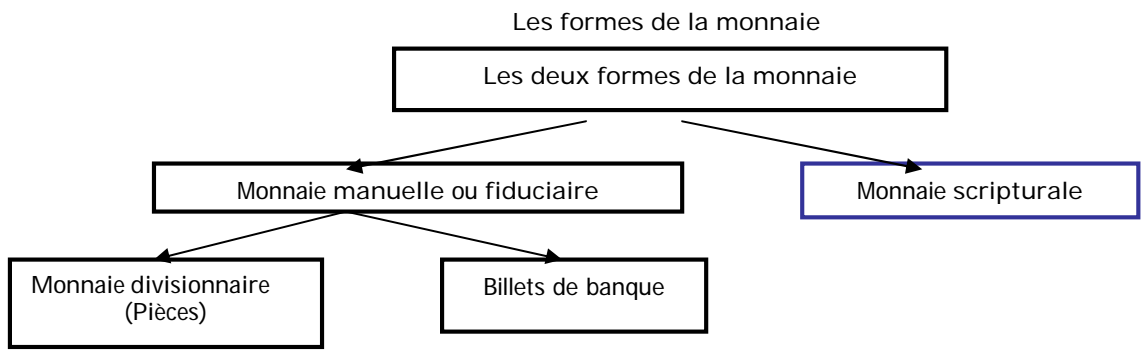 Les formes de la monnaie
Les deux formes de la monnaie
Monnaie manuelle ou fiduciaire
Monnaie scripturale
Monnaie divisionnaire
(Pièces)
Billets de banque